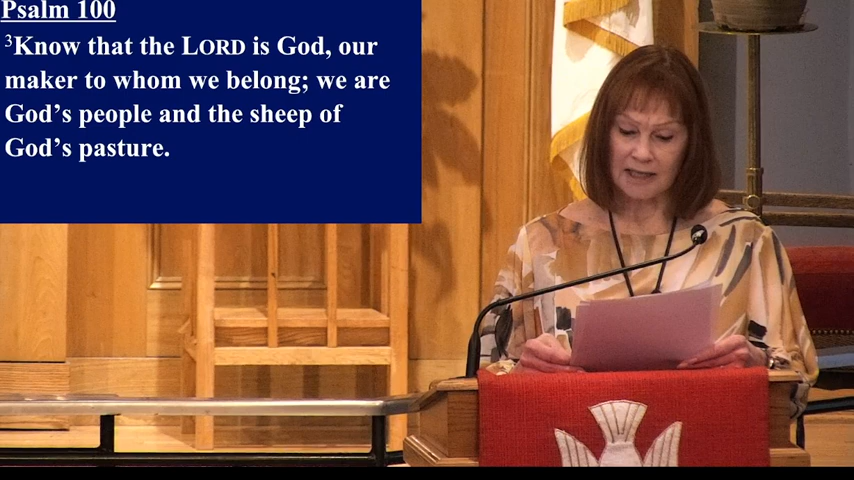 Psalm 100
³Know that the LORD is God, our
maker to whom we belong; we are
God’s people and the sheep of
God’s pasture.